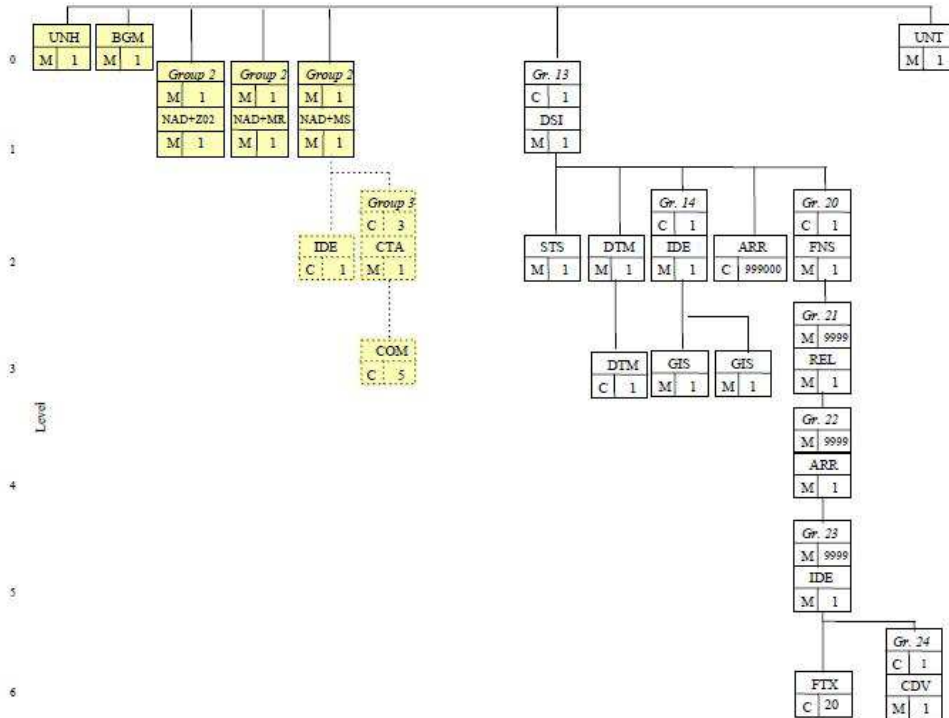 UNH BGM UNT
M 1 M 1 M 1
0
Group 2 Group 2 Group 2 Gr. 13
M 1 M 1 M 1 C 1
NAD+Z02 NAD+MR NAD+MS DSI
M 1 M 1 M 1 M 1
1
Group 3 Gr. 14 Gr. 20
C 3 C 1 C 1
IDE CTA STS DTM IDE ARR FNS
C 1 M 1 M 1 M 1 M 1 C 999000 M 1
2
Gr. 21
M 9999
COM DTM GIS GIS REL
C 5 C 1 M 1 M 1 M 1
3
Level
Gr. 22
M 9999
ARR
M 1
4
Gr. 23
M 9999
IDE
M 1
5
Gr. 24
C 1
FTX CDV
C 20 M 1
6